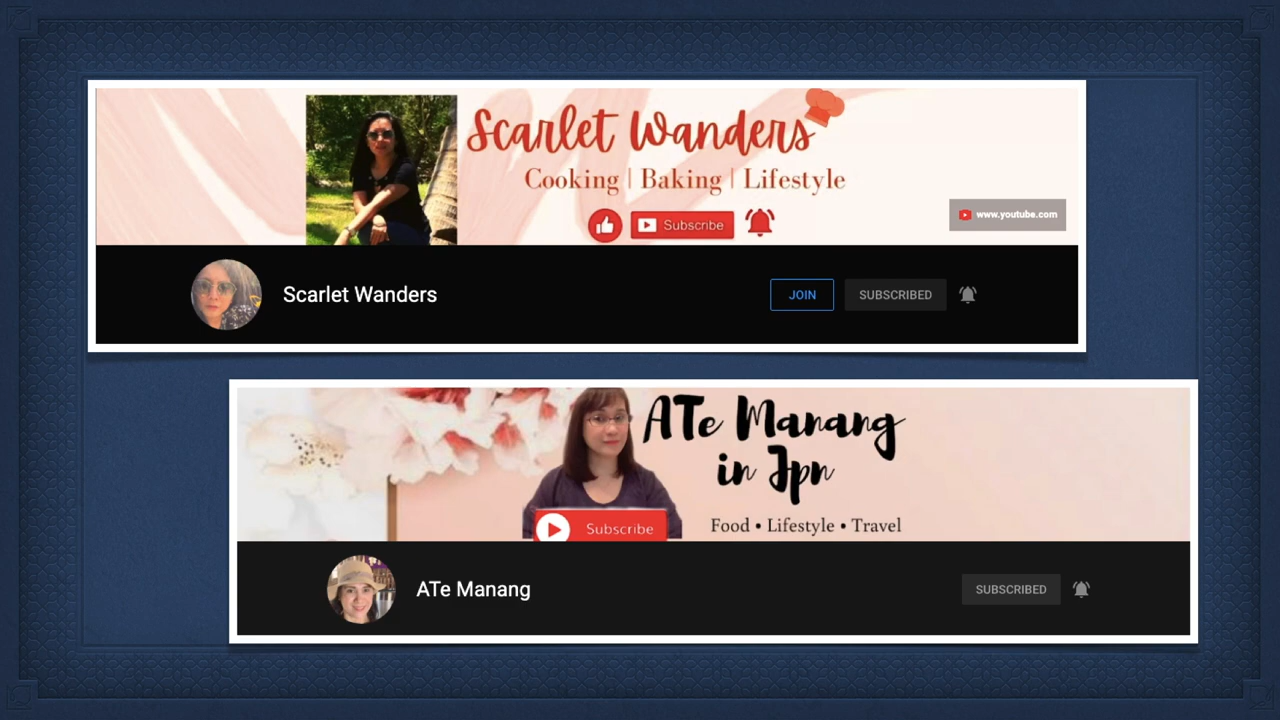 Scarlet Wanders
Cooking | Baking | Lifestyle
Subscribe
www.youtube.com
Scarlet Wanders
JOIN
SUBSCRIBED
ATe Manang
in Jpn
Subscribe
Food • Lifestyle • Travel
ATe Manang
SUBSCRIBED